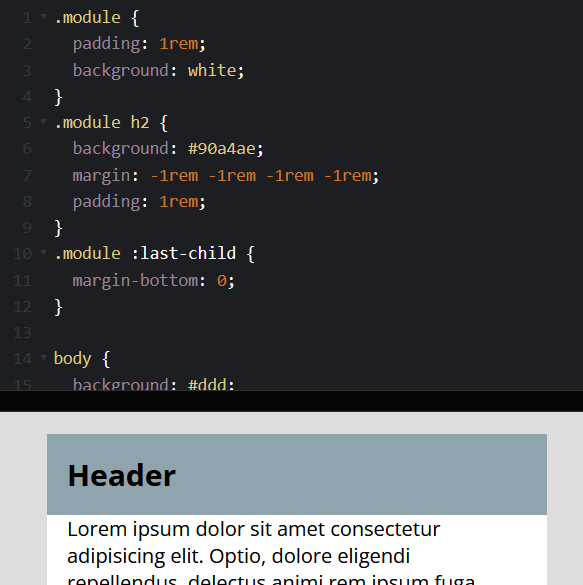 1 .module {
2 padding: 1rem;
3 background: white;
4 }
5 .module h2 {
6 background: #90a4ae;
7 margin: -1rem -1rem -1rem -1rem;
8 padding: 1rem;
9 }
10 .module :last-child {
11 margin-bottom: 0;
12 }
13
14 body {
15 background: #ddd;
Header
Lorem ipsum dolor sit amet consectetur
adipisicing elit. Optio, dolore eligendi
repellendus, delectus animi rem ipsum fuga